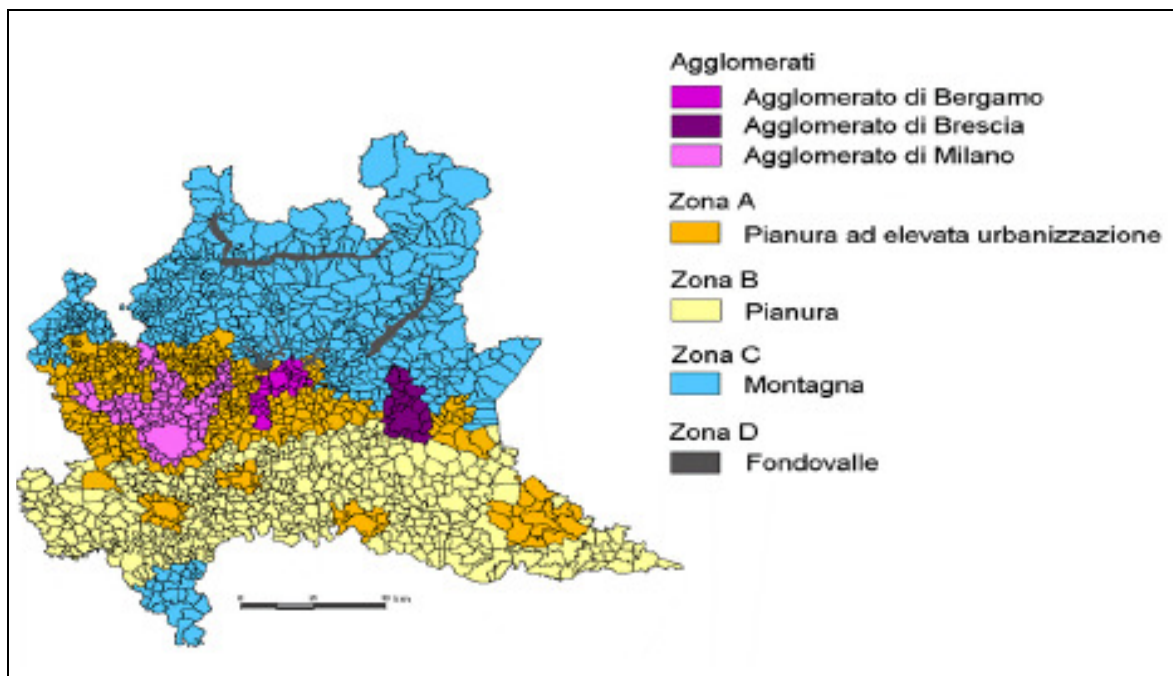 Agglomerati
Agglomerato di Bergamo
Agglomerato di Brescia
Agglomerato di Milano
Zona A
Pianura ad elevata urbanizzazione
Zona B
Pianura
Zona C
Montagna
Zona D
Fondovalle